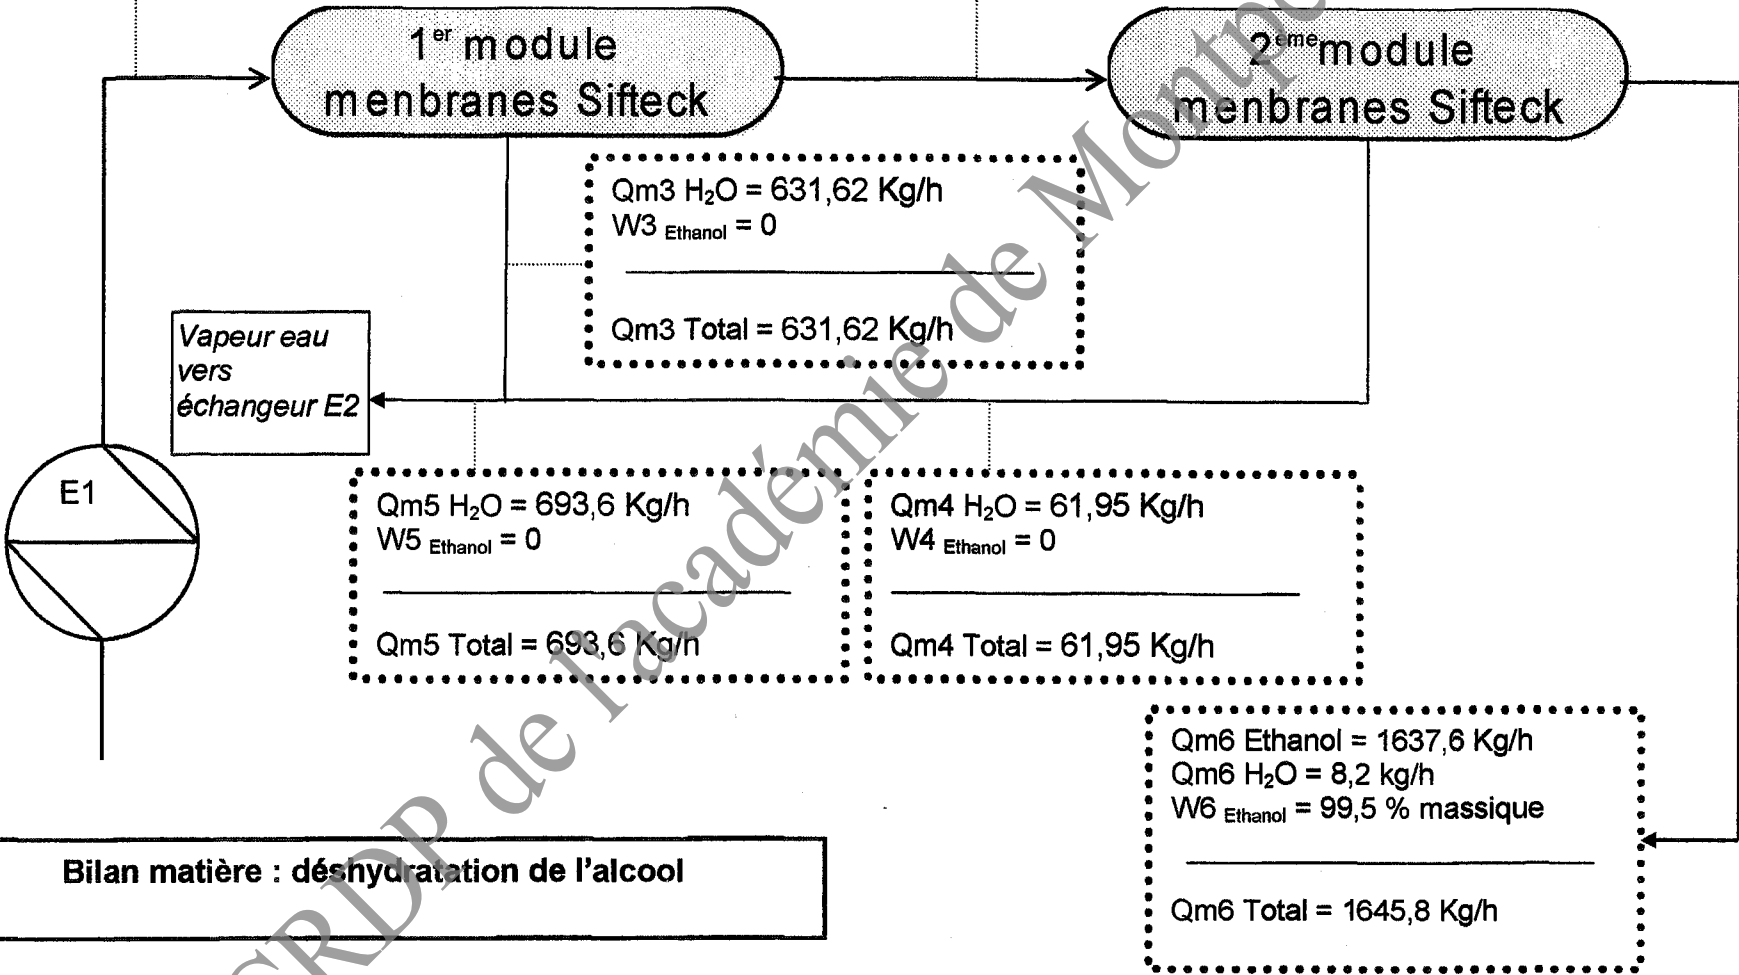 1er module
menbranes Sifteck
2ème module
menbranes Sifteck
Qm3 H₂O = 631,62 Kg/h
W3 Ethanol = 0
Qm3 Total = 631,62 Kg/h
Vapeur eau
vers
échangeur E2
E1
Qm5 H₂O = 693,6 Kg/h
W5 Ethanol = 0
Qm5 Total = 693,6 Kg/h
Qm4 H₂O = 61,95 Kg/h
W4 Ethanol = 0
Qm4 Total = 61,95 Kg/h
Qm6 Ethanol = 1637,6 Kg/h
Qm6 H₂O = 8,2 kg/h
W6 Ethanol = 99,5 % massique
Qm6 Total = 1645,8 Kg/h
Bilan matière : déshydratation de l'alcool
CRDP de l'académie de